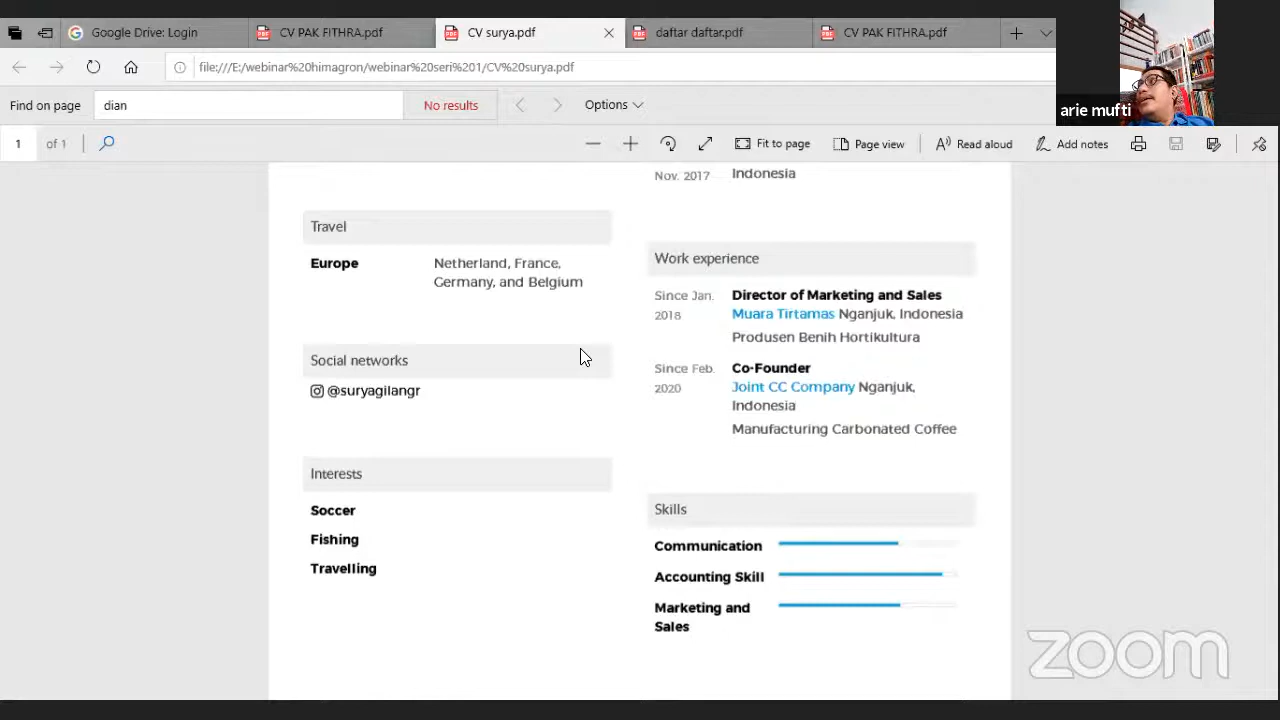 Google Drive: Login
CV PAK FITHRA.pdf
CV surya.pdf
daftar daftar.pdf
CV PAK FITHRA.pdf
file:///E:/webinar%20himagron/webinar%20seri%201/CV%20surya.pdf
Find on page
dian
No results
Options
arie mufti
1
of 1
Fit to page
Page view
Read aloud
Add notes
Travel
Europe
Netherland, France,
Germany, and Belgium
Social networks
@suryagilangr
Interests
Soccer
Fishing
Travelling
Nov. 2017
Indonesia
Work experience
Since Jan.
2018
Director of Marketing and Sales
Muara Tirtamas Nganjuk, Indonesia
Produsen Benih Hortikultura
Since Feb.
2020
Co-Founder
Joint CC Company Nganjuk,
Indonesia
Manufacturing Carbonated Coffee
Skills
Communication
Accounting Skill
Marketing and
Sales
zoom